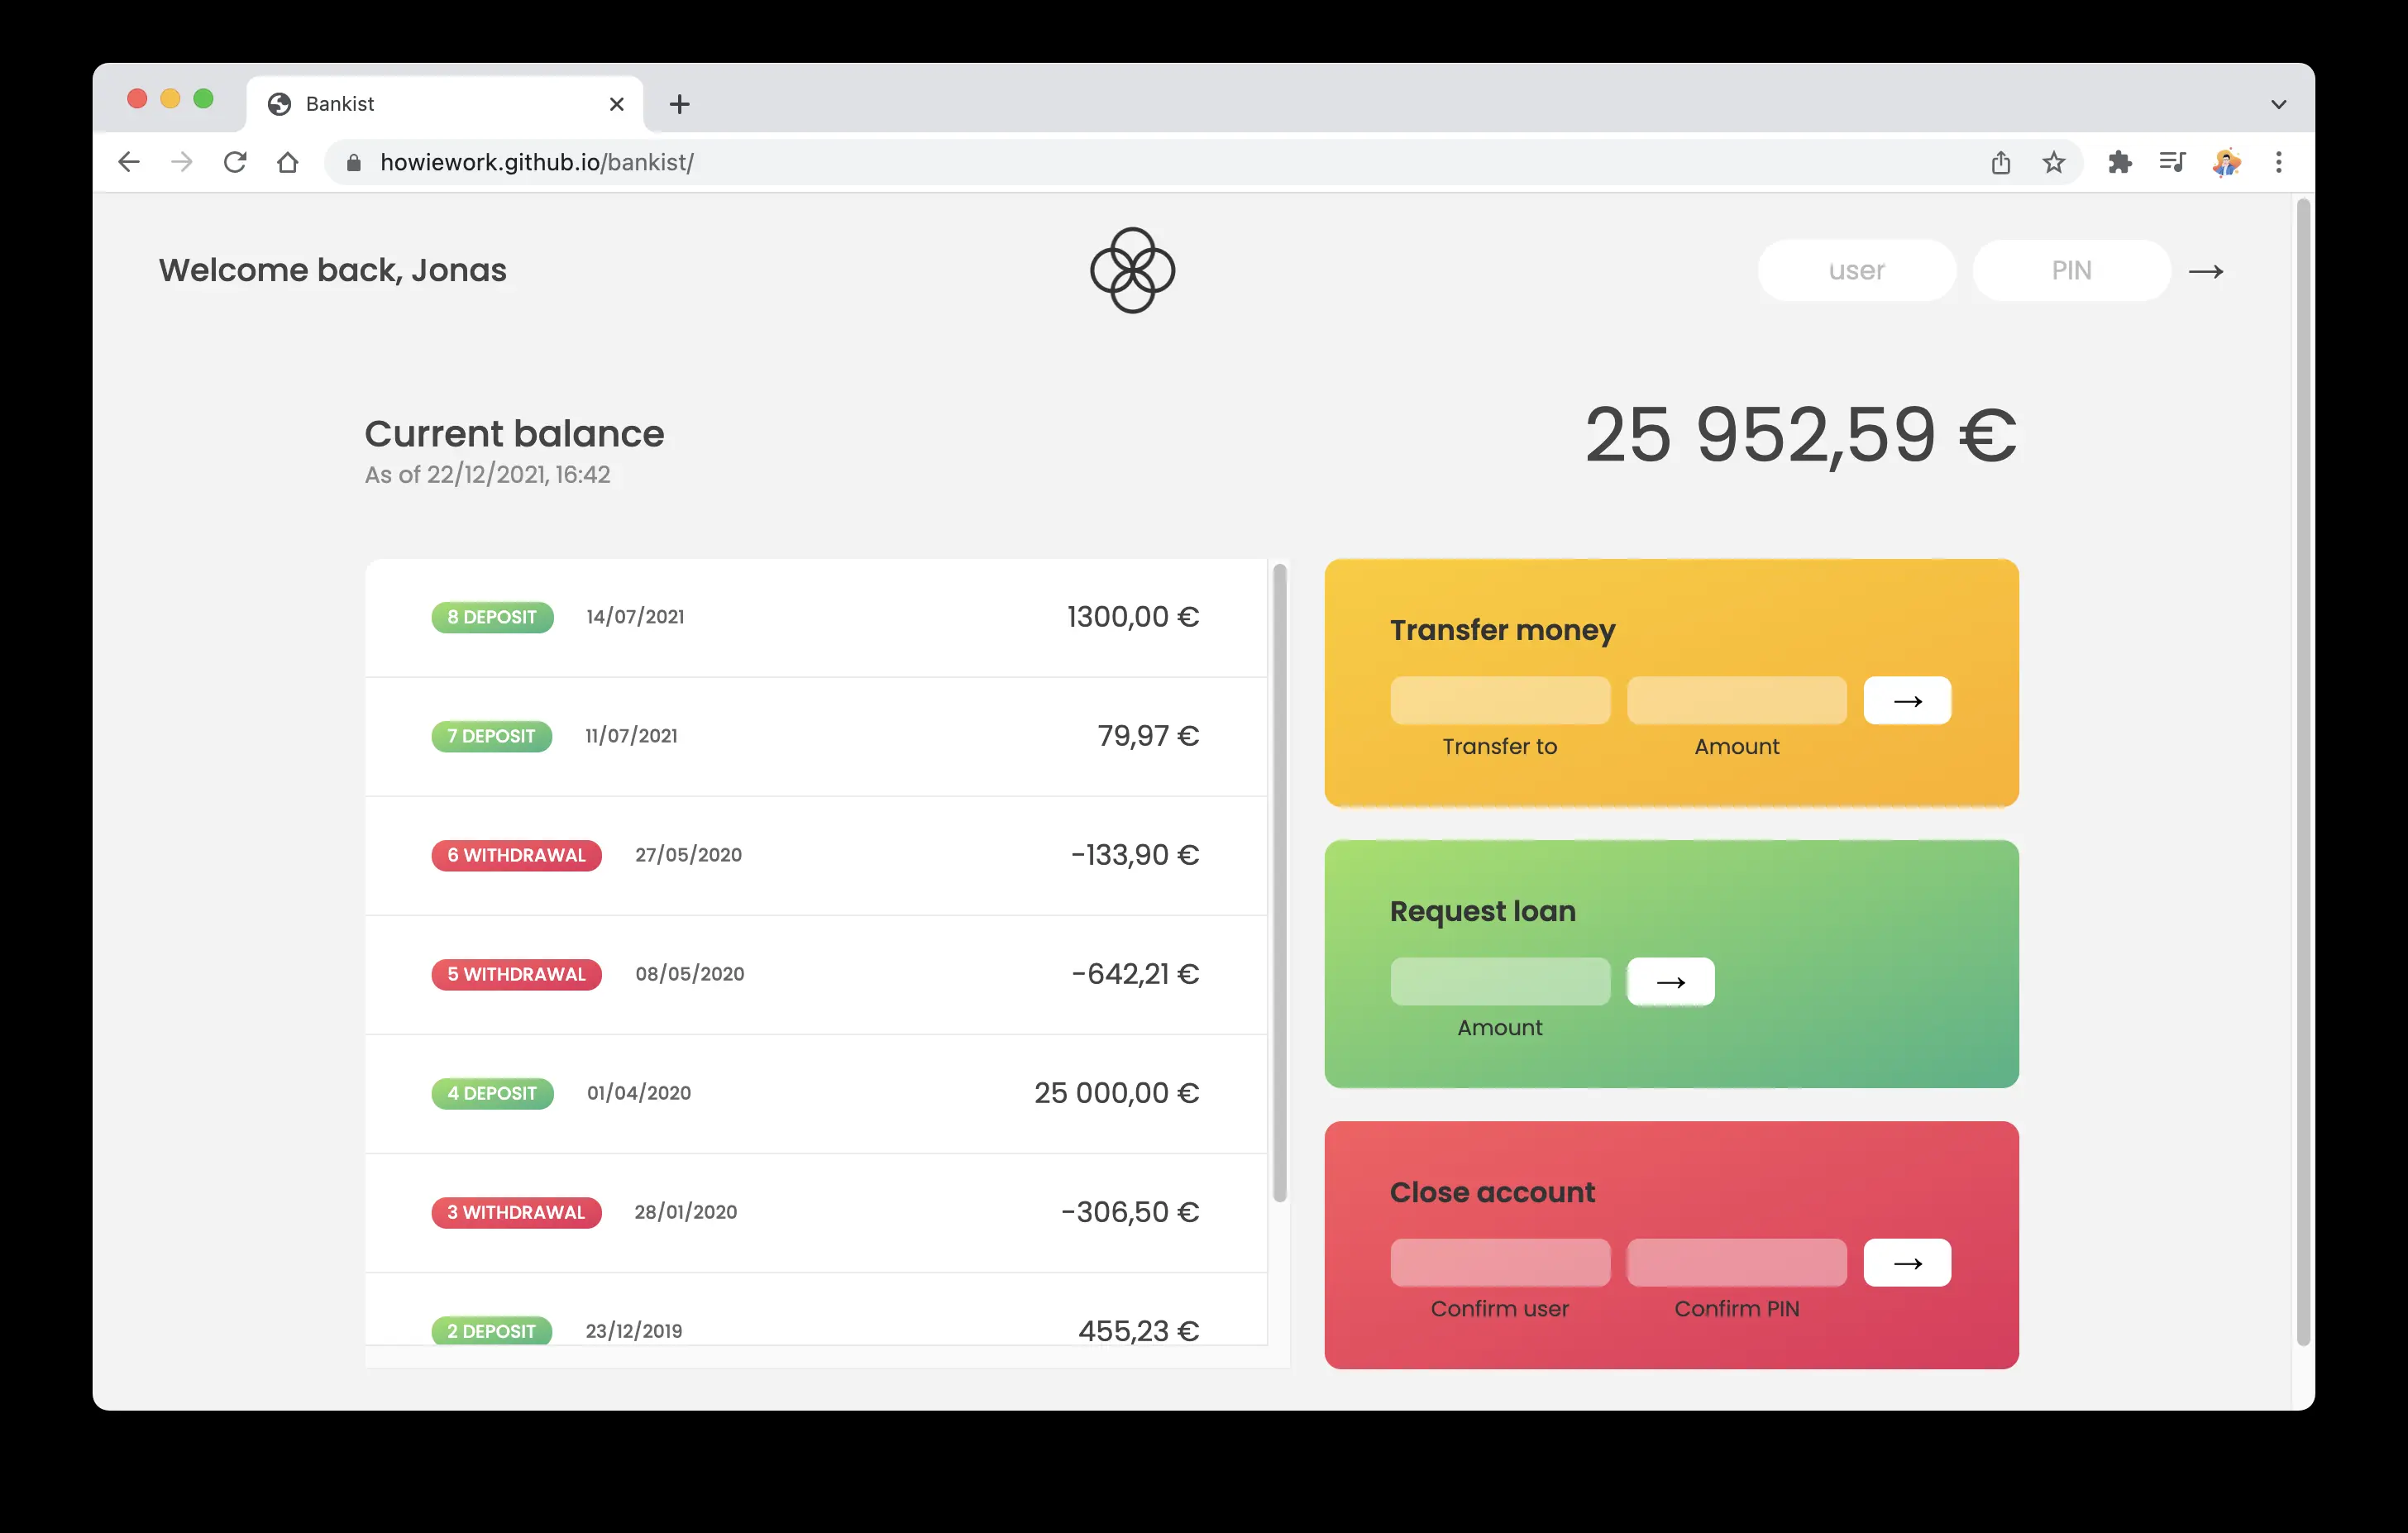 Bankist
howiework.github.io/bankist/
Welcome back, Jonas
user
PIN
Current balance
As of 22/12/2021, 16:42
25 952,59 €
8 DEPOSIT 14/07/2021 1300,00 €
7 DEPOSIT 11/07/2021 79,97 €
6 WITHDRAWAL 27/05/2020 -133,90 €
5 WITHDRAWAL 08/05/2020 -642,21 €
4 DEPOSIT 01/04/2020 25 000,00 €
3 WITHDRAWAL 28/01/2020 -306,50 €
2 DEPOSIT 23/12/2019 455,23 €
Transfer money
Transfer to Amount
Request loan
Amount
Close account
Confirm user Confirm PIN